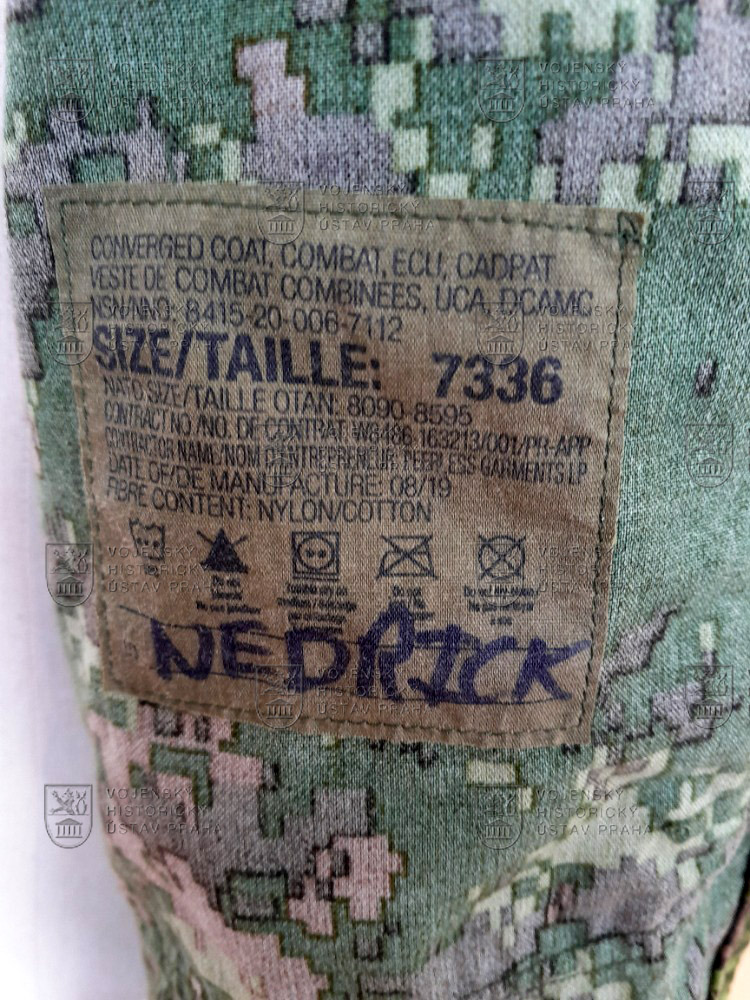 CONVERGED COAT, COMBAT, ECU, CADPAT
VESTE DE COMBAT COMBINEES, UCA, DCAMC
NSN/NNO: 8415-20-006-7112
SIZE/TAILLE: 7336
NATO SIZE/TAILLE OTAN: 8090-8595
CONTRACT NO./NO. DE CONTRAT: W8486-163213/001/PR-APP
CONTRACTOR NAME/NOM D'ENTREPRENEUR: PEERLESS GARMENTS LP
DATE OF/DE MANUFACTURE: 08/19
FIBRE CONTENT: NYLON/COTTON
NEDRICK
VOJENSKÝ
HISTORICKÝ
ÚSTAV PRAHA